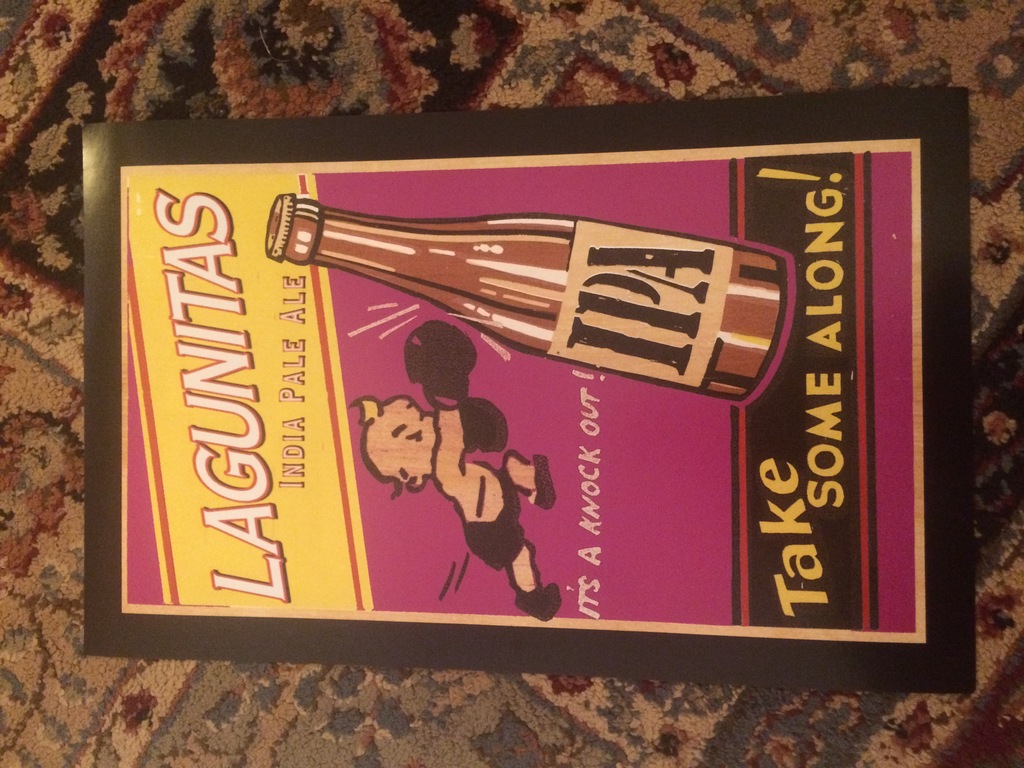 LAGUNITAS
INDIA PALE ALE
IPA
IT'S A KNOCK OUT!
Take
SOME ALONG!